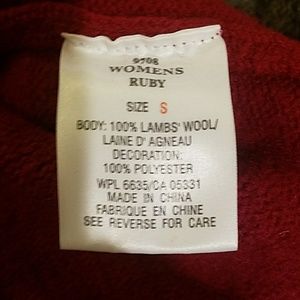 9708
WOMENS
RUBY
SIZE S
BODY: 100% LAMBS' WOOL/
LAINE D' AGNEAU
DECORATION:
100% POLYESTER
WPL 6635/CA 05331
MADE IN CHINA
FABRIQUE EN CHINE
SEE REVERSE FOR CARE